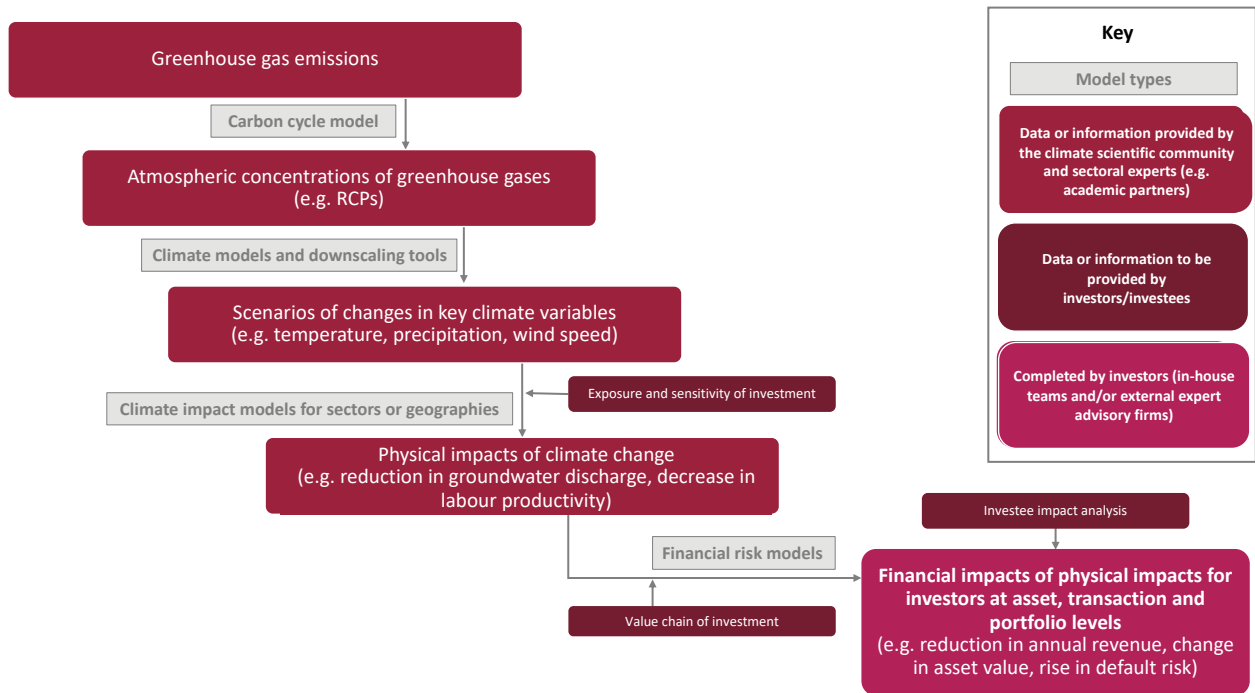 Greenhouse gas emissions
Carbon cycle model
Atmospheric concentrations of greenhouse gases
(e.g. RCPs)
Climate models and downscaling tools
Scenarios of changes in key climate variables
(e.g. temperature, precipitation, wind speed)
Exposure and sensitivity of investment
Climate impact models for sectors or geographies
Physical impacts of climate change
(e.g. reduction in groundwater discharge, decrease in
labour productivity)
Financial risk models
Value chain of investment
Investee impact analysis
Financial impacts of physical impacts for
investors at asset, transaction and
portfolio levels
(e.g. reduction in annual revenue, change
in asset value, rise in default risk)
Key
Model types
Data or information provided by
the climate scientific community
and sectoral experts (e.g.
academic partners)
Data or information to be
provided by
investors/investees
Completed by investors (in-house
teams and/or external expert
advisory firms)